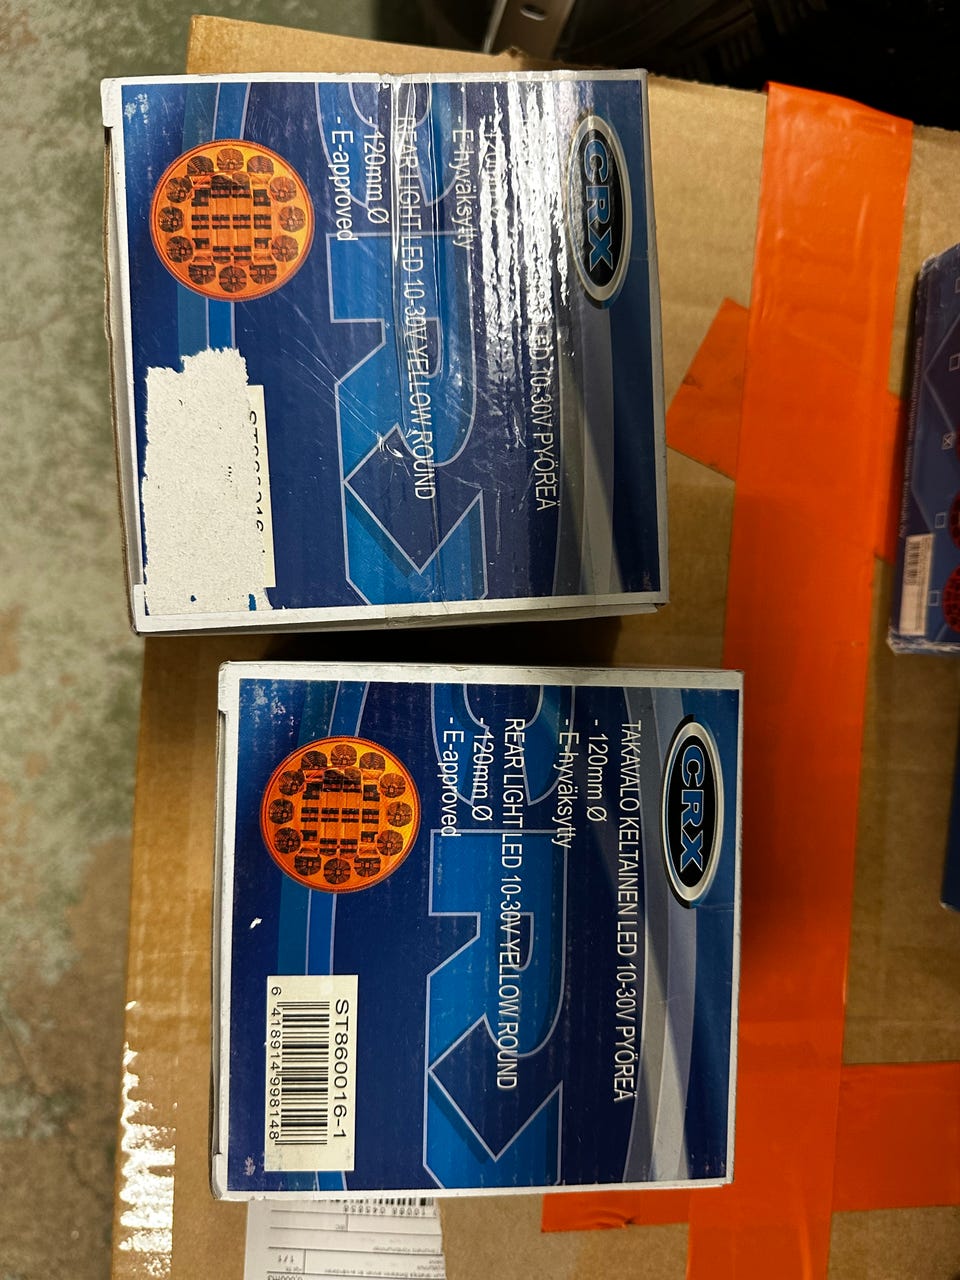 CRX
LED 10-30V PYÖREÄ
- E-hyväksytty
REAR LIGHT LED 10-30V YELLOW ROUND
- 120mm Ø
- E-approved
CRX
TAKAVALO KELTAINEN LED 10-30V PYÖREÄ
- 120mm Ø
- E-hyväksytty
REAR LIGHT LED 10-30V YELLOW ROUND
- 120mm Ø
- E-approved
ST860016-1
6 418914 998148